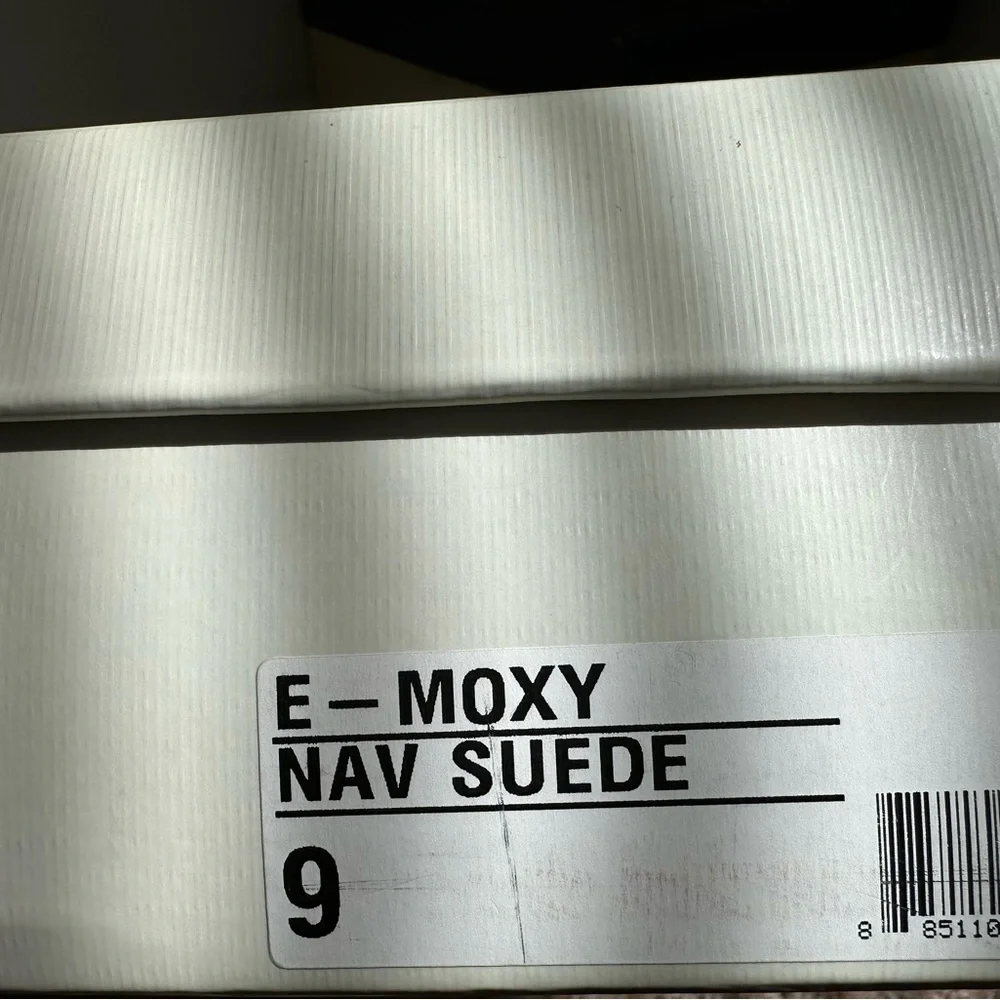 E – MOXY
NAV SUEDE
9
8 85110